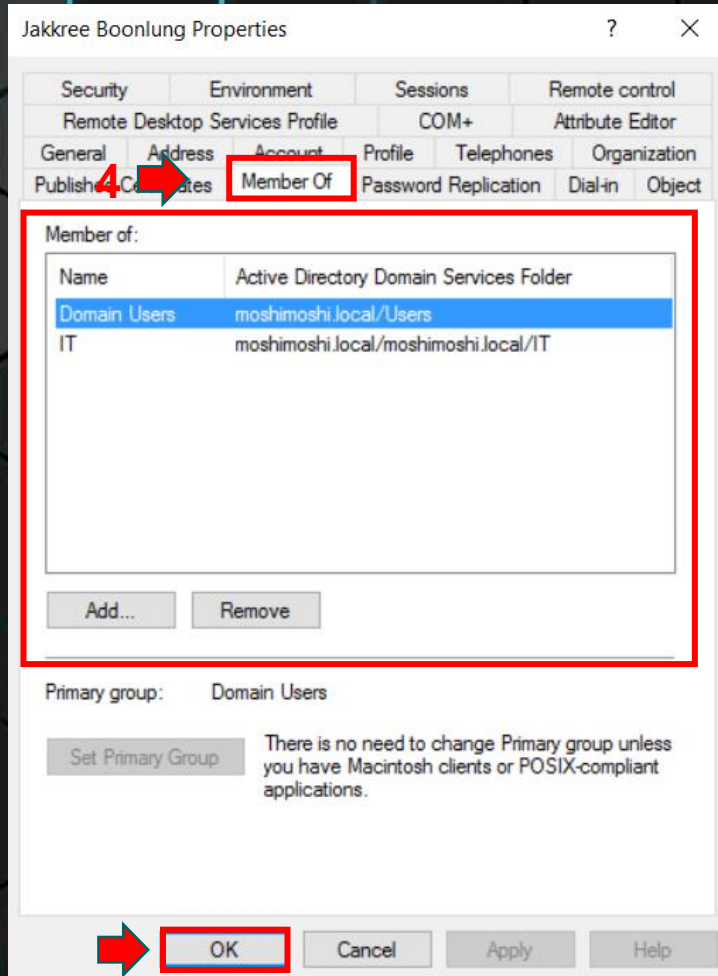 Jakkree Boonlung Properties
Security Environment Sessions Remote control
Remote Desktop Services Profile COM+ Attribute Editor
General Address Account Profile Telephones Organization
4
Published Certificates Member Of Password Replication Dial-in Object
Member of:
Name Active Directory Domain Services Folder
Domain Users moshimoshi.local/Users
IT moshimoshi.local/moshimoshi.local/IT
Add... Remove
Primary group: Domain Users
Set Primary Group
There is no need to change Primary group unless
you have Macintosh clients or POSIX-compliant
applications.
OK Cancel Apply Help